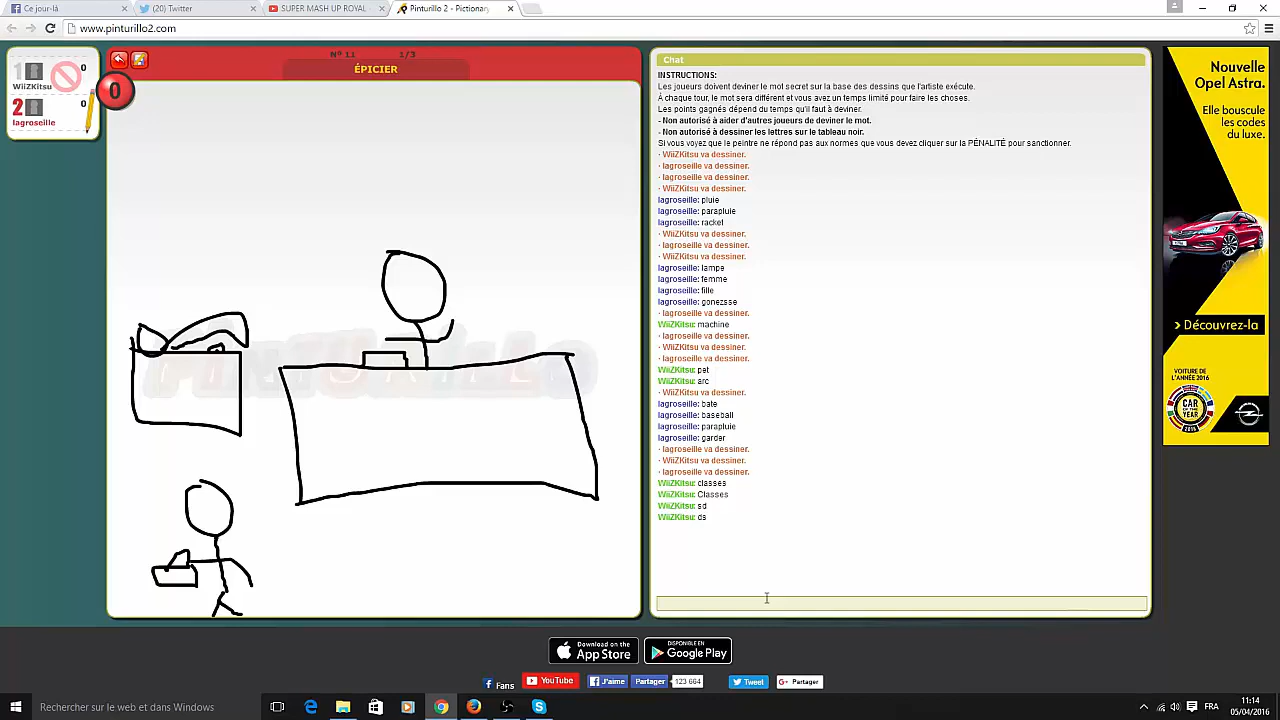 Ce jour-là
(20) Twitter
SUPER MASH UP ROYAL -
Pinturillo 2 - Pictionary
www.pinturillo2.com
1
WiiZKitsu
0
2
lagroseille
0
0
Nº 11
1/3
ÉPICIER
PINTURILLO
Chat
INSTRUCTIONS:
Les joueurs doivent deviner le mot secret sur la base des dessins que l'artiste exécute.
À chaque tour, le mot sera différent et vous avez un temps limité pour faire les choses.
Les points gagnés dépend du temps qu'il faut à deviner.
- Non autorisé à aider d'autres joueurs de deviner le mot.
- Non autorisé à dessiner les lettres sur le tableau noir.
Si vous voyez que le peintre ne répond pas aux normes que vous devez cliquer sur la PÉNALITÉ pour sanctionner.
· WiiZKitsu va dessiner.
· lagroseille va dessiner.
· lagroseille va dessiner.
· WiiZKitsu va dessiner.
lagroseille: pluie
lagroseille: parapluie
lagroseille: racket
· WiiZKitsu va dessiner.
· lagroseille va dessiner.
· WiiZKitsu va dessiner.
lagroseille: lampe
lagroseille: femme
lagroseille: fille
lagroseille: gonezsse
· lagroseille va dessiner.
WiiZKitsu: machine
· lagroseille va dessiner.
· WiiZKitsu va dessiner.
· lagroseille va dessiner.
WiiZKitsu: pet
WiiZKitsu: arc
· WiiZKitsu va dessiner.
lagroseille: bate
lagroseille: baseball
lagroseille: parapluie
lagroseille: garder
· lagroseille va dessiner.
· WiiZKitsu va dessiner.
· lagroseille va dessiner.
WiiZKitsu: classes
WiiZKitsu: Classes
WiiZKitsu: sd
WiiZKitsu: ds
Nouvelle
Opel Astra.
Elle bouscule
les codes
du luxe.
> Découvrez-la
VOITURE DE
L'ANNÉE 2016
CAR
OF THE
YEAR
2016
Download on the
App Store
DISPONIBLE EN
Google Play
Fans
YouTube
J'aime
Partager
123 664
Tweet
G+ Partager
Rechercher sur le web et dans Windows
FRA
11:14
05/04/2016